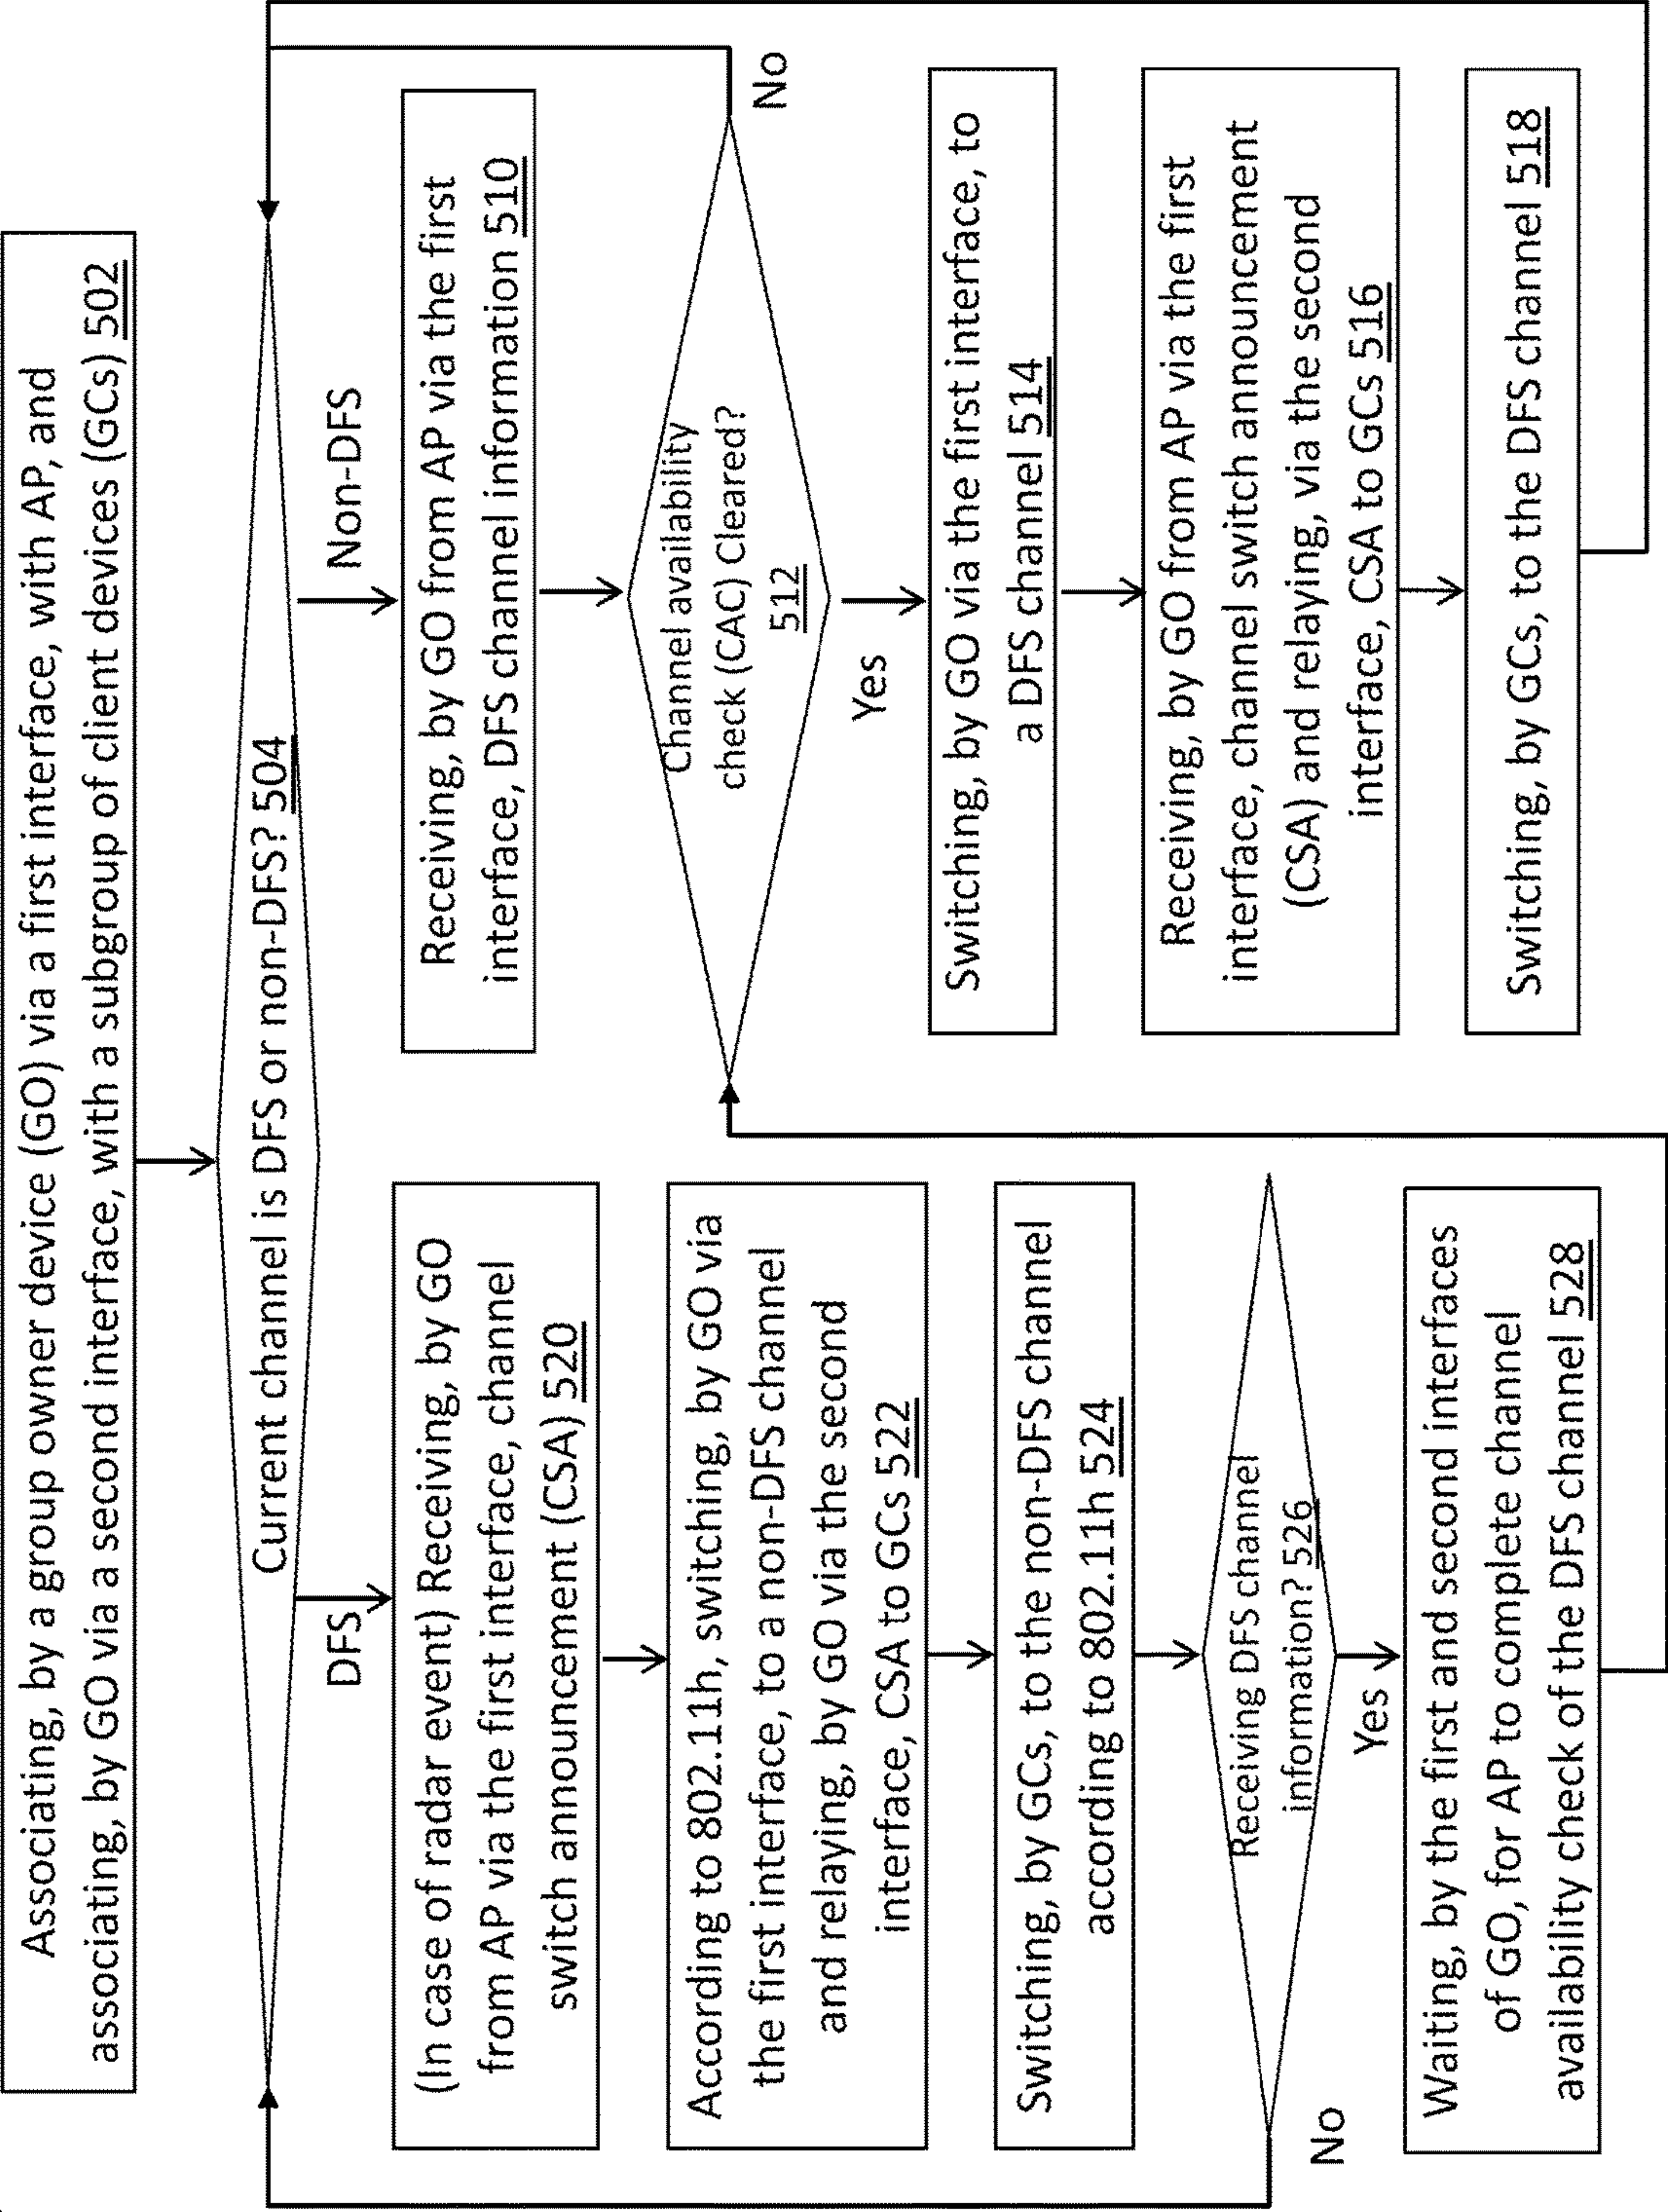 Associating, by a group owner device (GO) via a first interface, with AP, and
associating, by GO via a second interface, with a subgroup of client devices (GCs) 502
Current channel is DFS or non-DFS? 504
DFS
Non-DFS
(In case of radar event) Receiving, by GO
from AP via the first interface, channel
switch announcement (CSA) 520
According to 802.11h, switching, by GO via
the first interface, to a non-DFS channel
and relaying, by GO via the second
interface, CSA to GCs 522
Switching, by GCs, to the non-DFS channel
according to 802.11h 524
Receiving DFS channel
information? 526
No
Yes
Waiting, by the first and second interfaces
of GO, for AP to complete channel
availability check of the DFS channel 528
Receiving, by GO from AP via the first
interface, DFS channel information 510
Channel availability
check (CAC) Cleared?
512
No
Yes
Switching, by GO via the first interface, to
a DFS channel 514
Receiving, by GO from AP via the first
interface, channel switch announcement
(CSA) and relaying, via the second
interface, CSA to GCs 516
Switching, by GCs, to the DFS channel 518